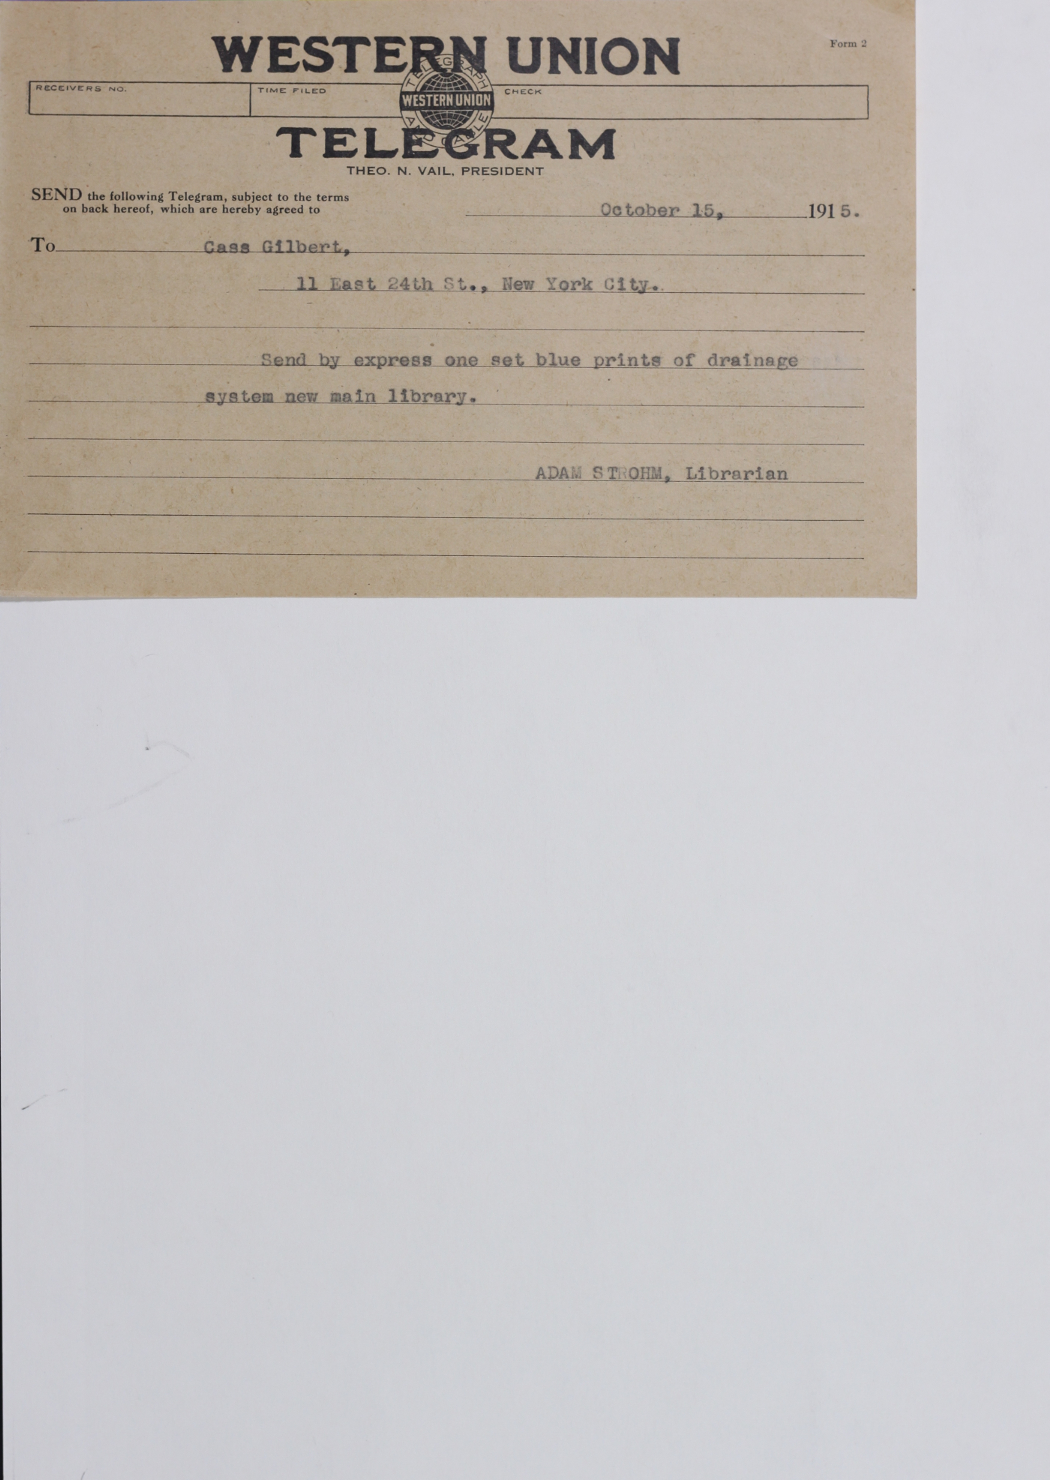 Form 2
WESTERN UNION
RECEIVERS NO.
TIME FILED
TELEGRAPH
WESTERN UNION
AND CABLE
CHECK
TELEGRAM
THEO. N. VAIL, PRESIDENT
SEND the following Telegram, subject to the terms
on back hereof, which are hereby agreed to
October 15, 1915.
To Cass Gilbert,
11 East 24th St., New York City.
Send by express one set blue prints of drainage
system new main library.
ADAM STROHM, Librarian